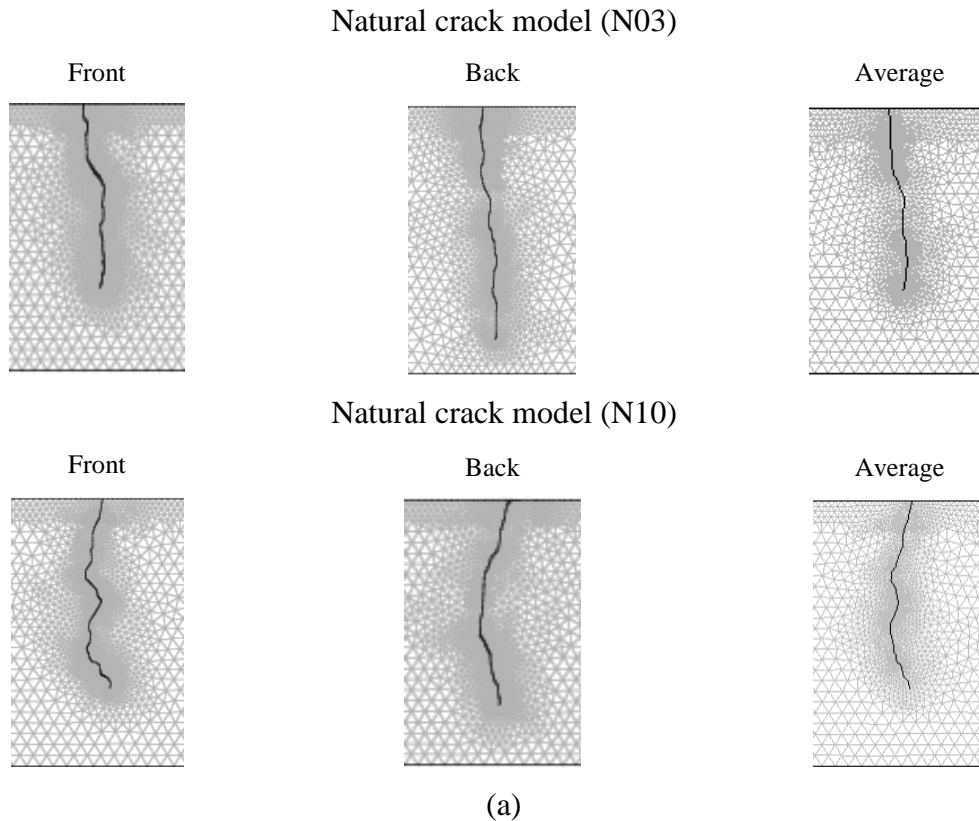 Natural crack model (N03)
Front Back Average
Natural crack model (N10)
Front Back Average
(a)